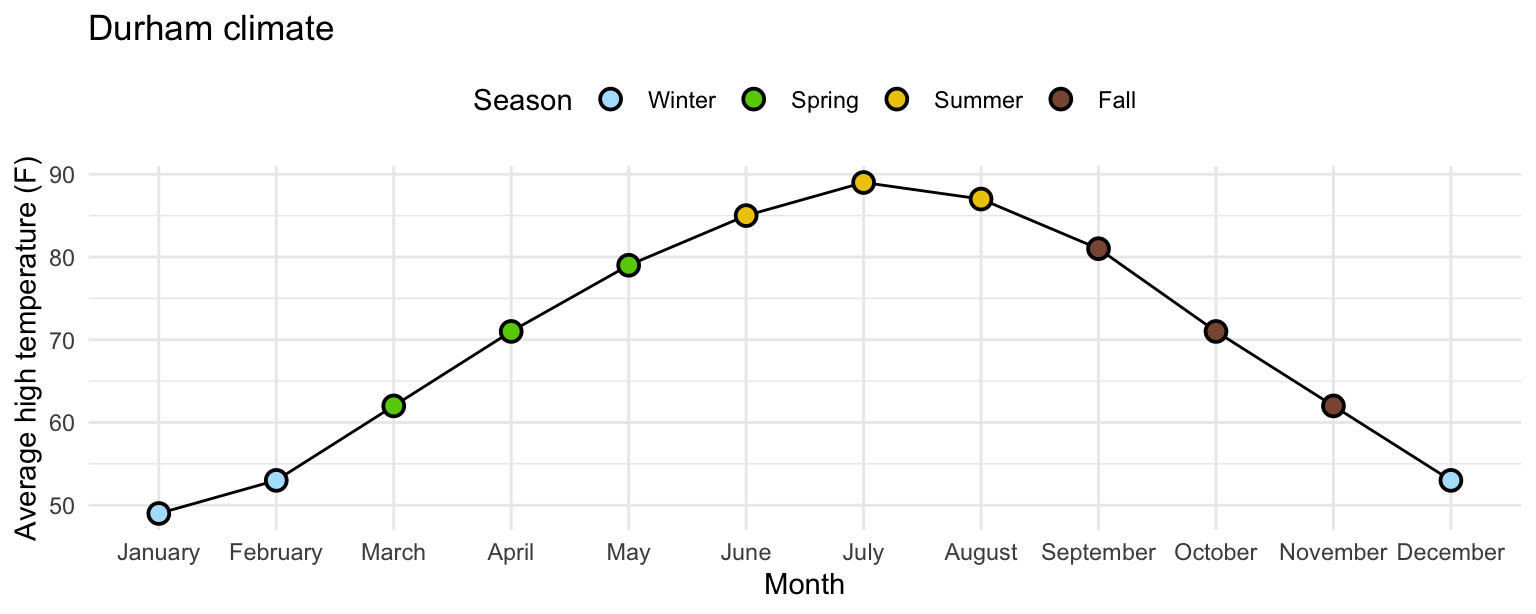 Durham climate
Season Winter Spring Summer Fall
Average high temperature (F)
90
80
70
60
50
January February March April May June July August September October November December
Month